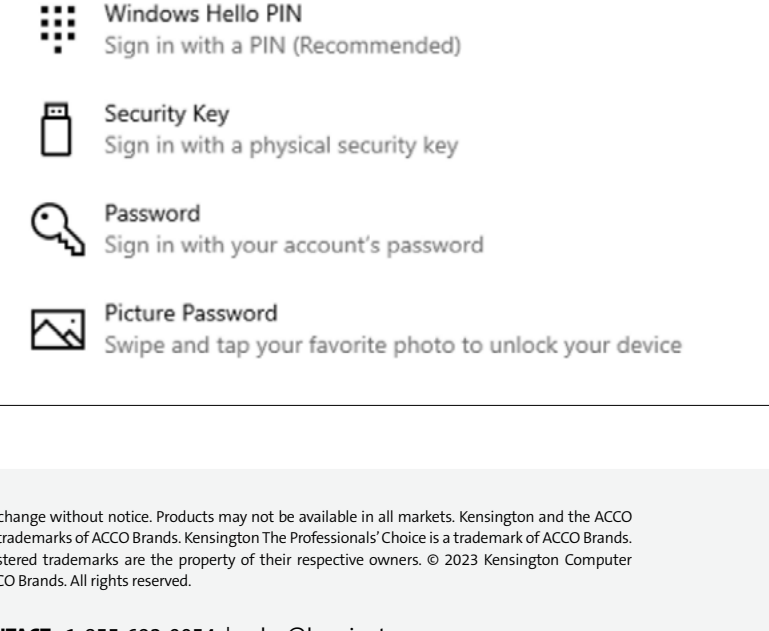 Windows Hello PIN
Sign in with a PIN (Recommended)
Security Key
Sign in with a physical security key
Password
Sign in with your account's password
Picture Password
Swipe and tap your favorite photo to unlock your device
change without notice. Products may not be available in all markets. Kensington and the ACCO
trademarks of ACCO Brands. Kensington The Professionals' Choice is a trademark of ACCO Brands.
trademarks are the property of their respective owners. © 2023 Kensington Computer
Brands. All rights reserved.